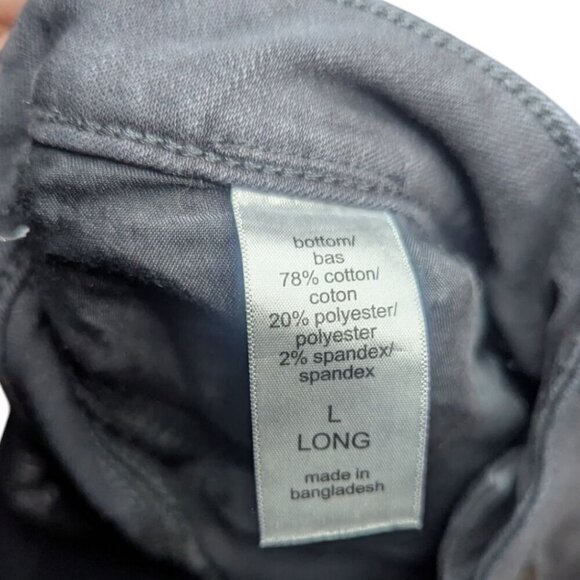 bottom/
bas
78% cotton/
coton
20% polyester/
polyester
2% spandex/
spandex
L
LONG
made in
bangladesh